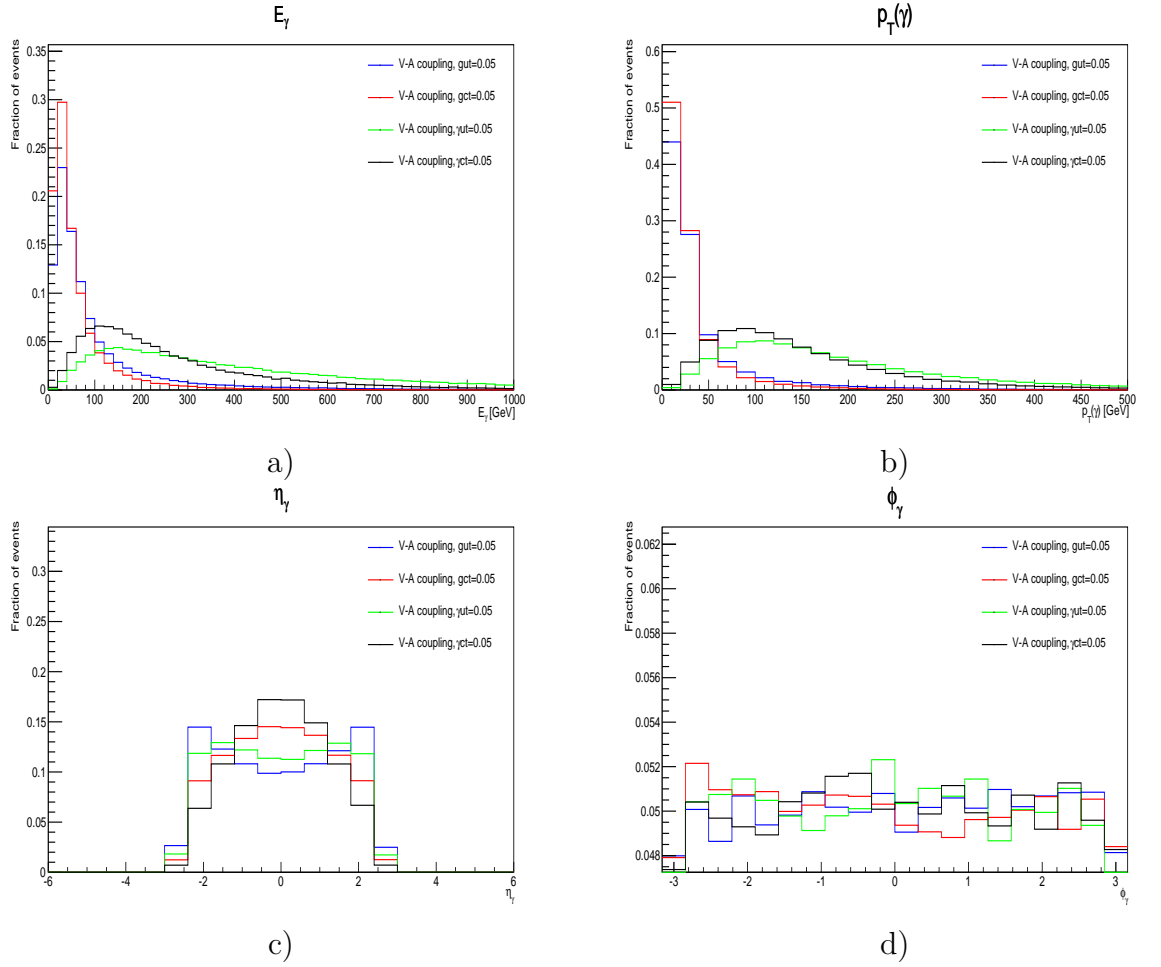 E_γ
Fraction of events
0.35
0.3
0.25
0.2
0.15
0.1
0.05
0
V-A coupling, gut=0.05
V-A coupling, gct=0.05
V-A coupling, γut=0.05
V-A coupling, γct=0.05
0 100 200 300 400 500 600 700 800 900 1000
E_γ [GeV]
a)
p_T(γ)
Fraction of events
0.6
0.5
0.4
0.3
0.2
0.1
0
V-A coupling, gut=0.05
V-A coupling, gct=0.05
V-A coupling, γut=0.05
V-A coupling, γct=0.05
0 50 100 150 200 250 300 350 400 450 500
p_T(γ) [GeV]
b)
η_γ
Fraction of events
0.3
0.25
0.2
0.15
0.1
0.05
0
V-A coupling, gut=0.05
V-A coupling, gct=0.05
V-A coupling, γut=0.05
V-A coupling, γct=0.05
-6 -4 -2 0 2 4 6
η_γ
c)
ϕ_γ
Fraction of events
0.062
0.06
0.058
0.056
0.054
0.052
0.05
0.048
V-A coupling, gut=0.05
V-A coupling, gct=0.05
V-A coupling, γut=0.05
V-A coupling, γct=0.05
-3 -2 -1 0 1 2 3
ϕ_γ
d)